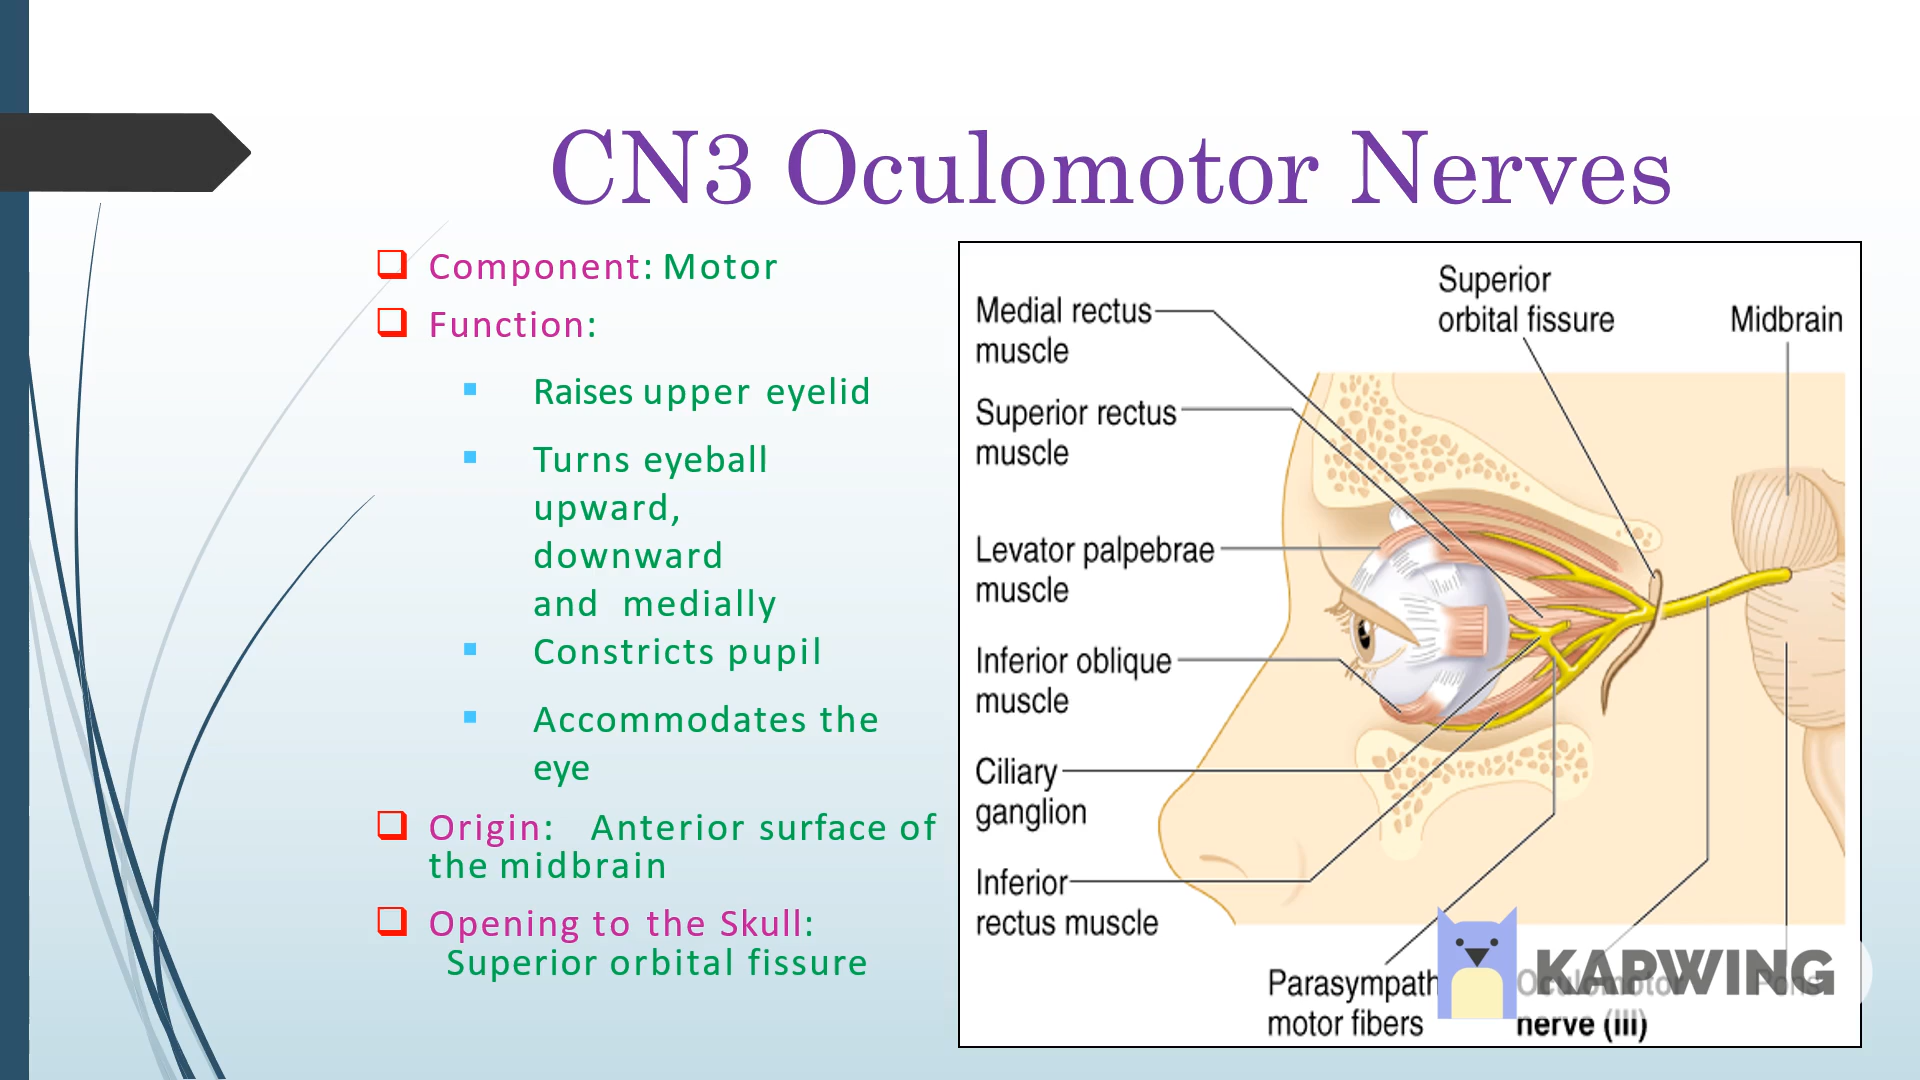 CN3 Oculomotor Nerves
Component: Motor
Function:
Raises upper eyelid
Turns eyeball
upward,
downward
and medially
Constricts pupil
Accommodates the
eye
Origin: Anterior surface of
the midbrain
Opening to the Skull:
Superior orbital fissure
Superior
orbital fissure
Midbrain
Medial rectus
muscle
Superior rectus
muscle
Levator palpebrae
muscle
Inferior oblique
muscle
Ciliary
ganglion
Inferior
rectus muscle
Parasympath
motor fibers
Oculomotor
nerve (III)
Pons
KAPWING